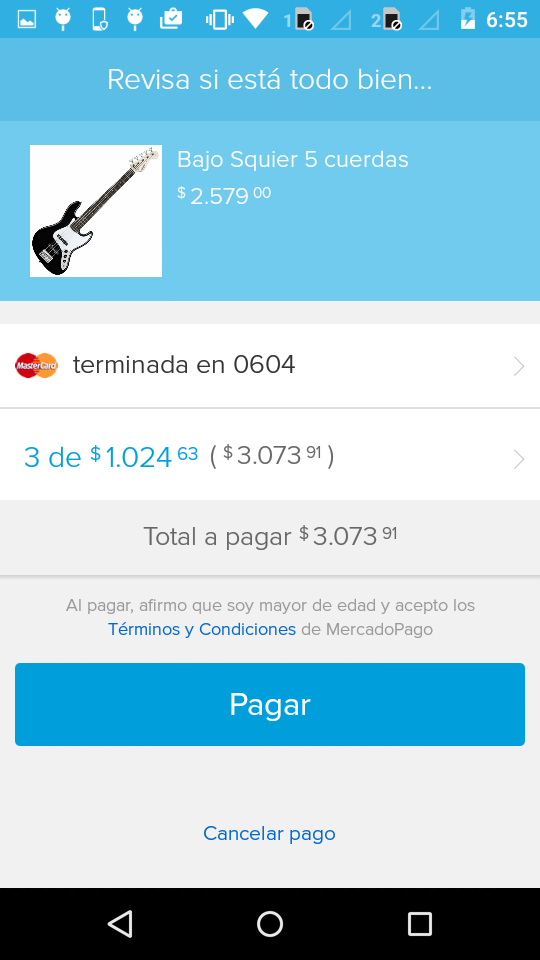 1 2 6:55
Revisa si está todo bien...
Bajo Squier 5 cuerdas
$ 2.579 00
MasterCard terminada en 0604
3 de $ 1.024 63 ( $ 3.073 91 )
Total a pagar $ 3.073 91
Al pagar, afirmo que soy mayor de edad y acepto los
Términos y Condiciones de MercadoPago
Pagar
Cancelar pago